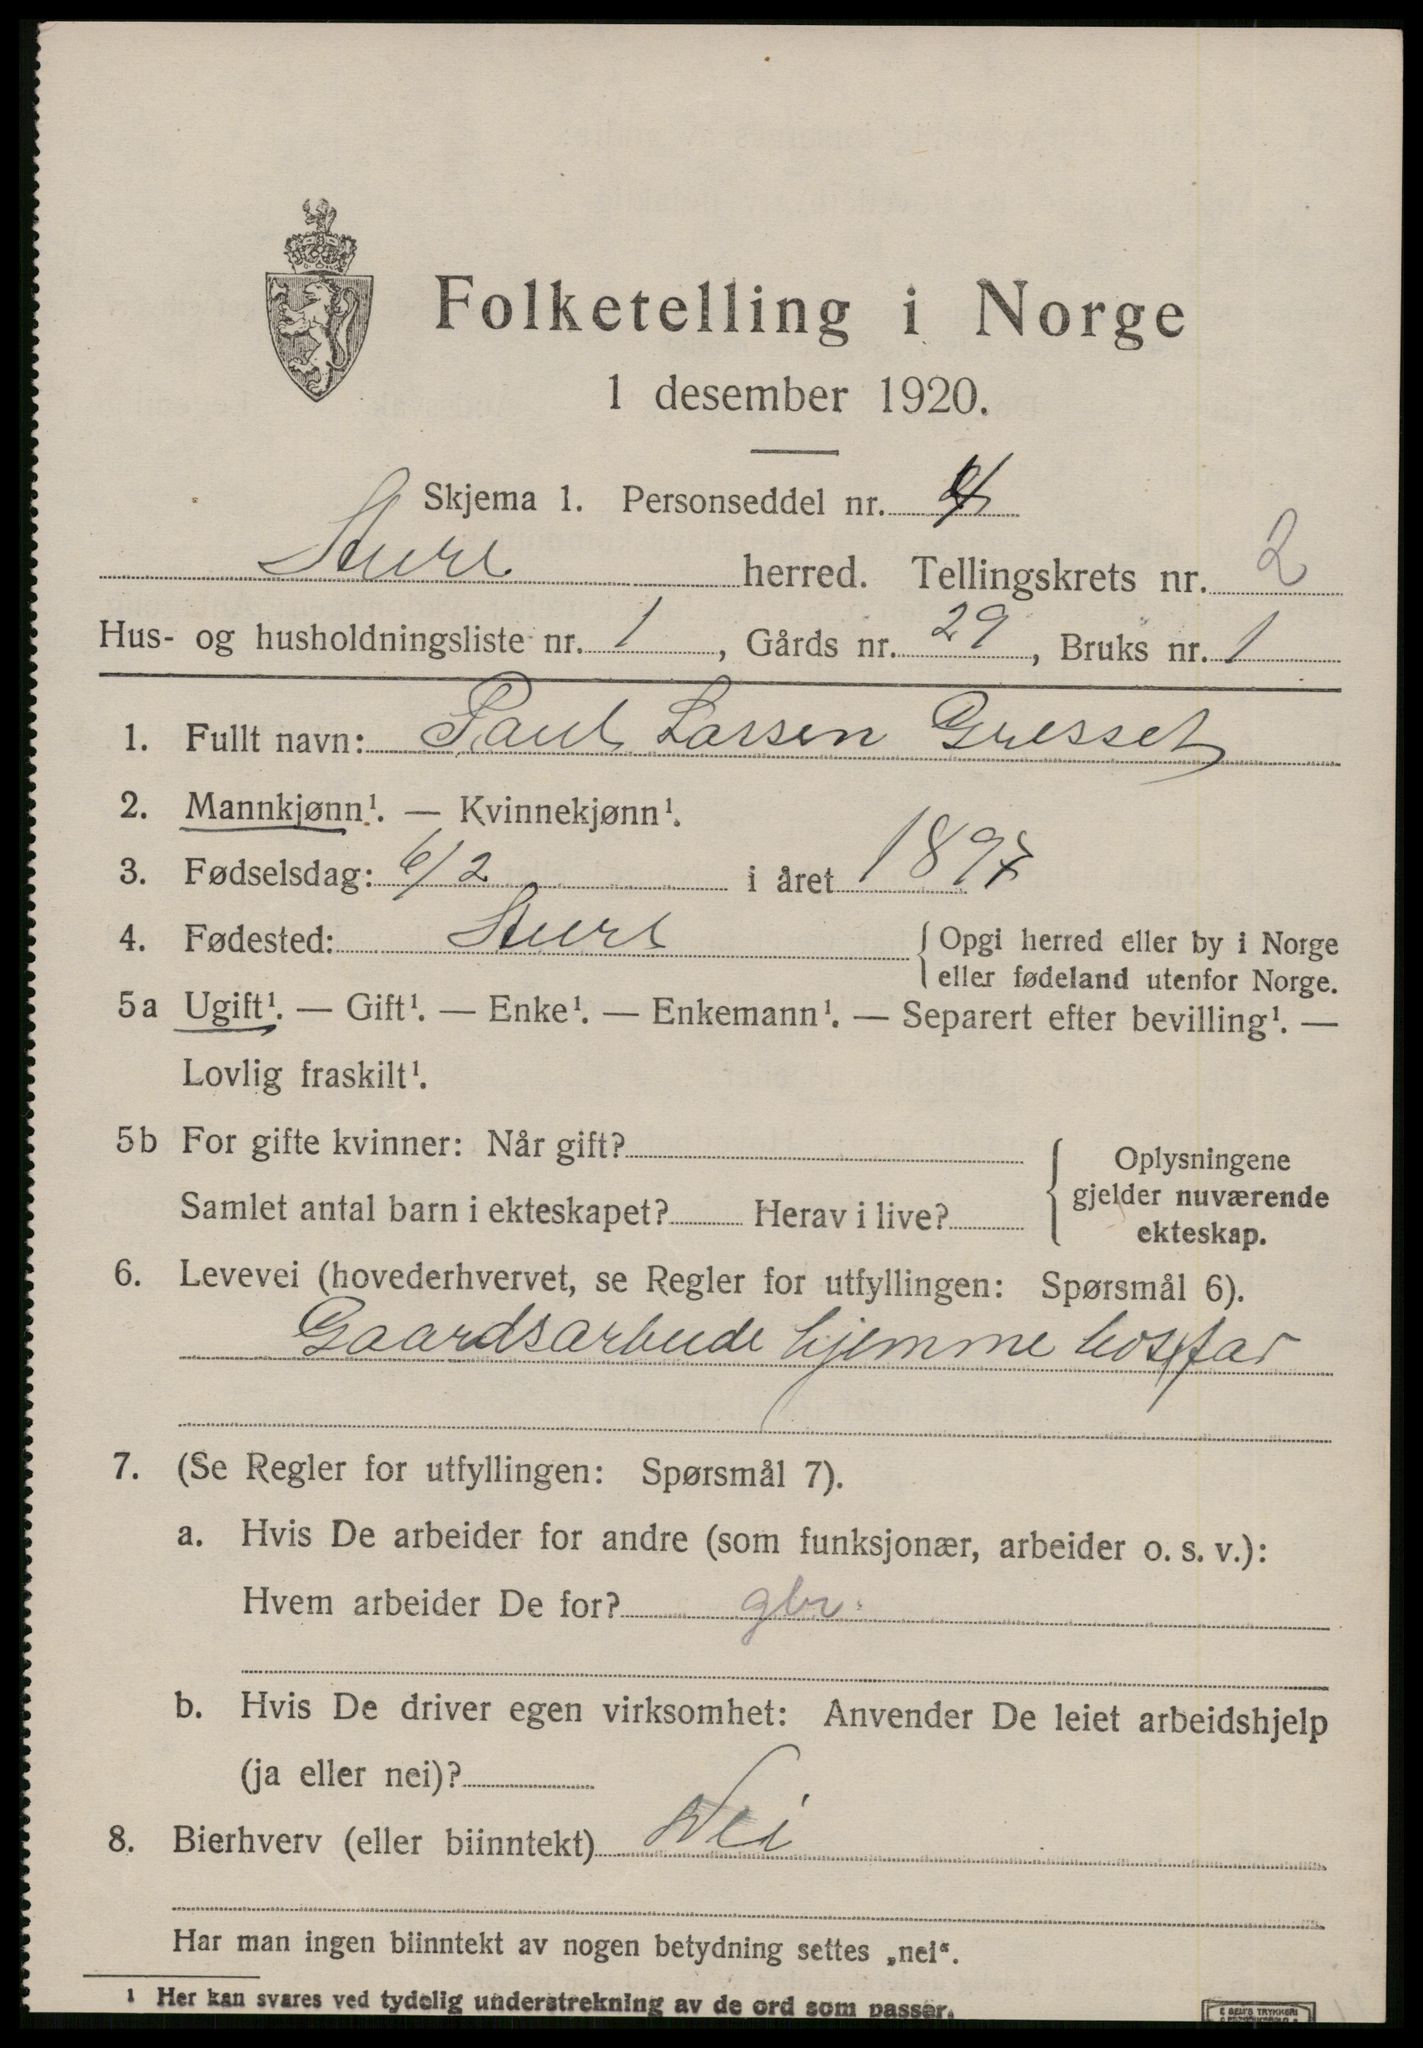 Folketelling i Norge
1 desember 1920.
Skjema 1. Personseddel nr. 4
Aure herred. Tellingskrets nr. 2
Hus- og husholdningsliste nr. 1, Gårds nr. 29, Bruks nr. 1
1. Fullt navn: Paul Larsen Gresset
2. Mannkjønn¹. — Kvinnekjønn¹.
3. Fødselsdag: 6/2 i året 1897
4. Fødested: Aure { Opgi herred eller by i Norge
eller fødeland utenfor Norge.
5a Ugift¹. — Gift¹. — Enke¹. — Enkemann¹. — Separert efter bevilling¹. —
Lovlig fraskilt¹.
5b For gifte kvinner: Når gift?
Samlet antal barn i ekteskapet? Herav i live?
{ Oplysningene
gjelder nuværende
ekteskap.
6. Levevei (hovederhvervet, se Regler for utfyllingen: Spørsmål 6).
Gaardsarbeide hjemme hos far
7. (Se Regler for utfyllingen: Spørsmål 7).
a. Hvis De arbeider for andre (som funksjonær, arbeider o. s. v.):
Hvem arbeider De for? gbr.
b. Hvis De driver egen virksomhet: Anvender De leiet arbeidshjelp
(ja eller nei)?
8. Bierhverv (eller biinntekt) Nei
Har man ingen biinntekt av nogen betydning settes „nei“.
1 Her kan svares ved tydelig understrekning av de ord som passer.